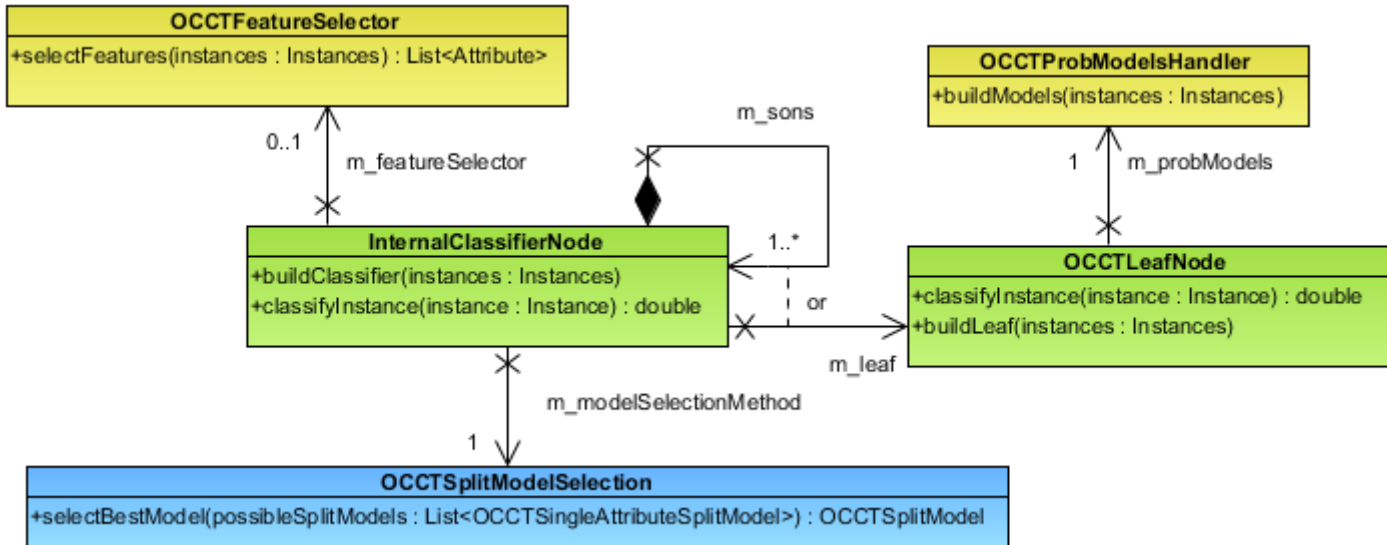 OCCTFeatureSelector
+selectFeatures(instances : Instances) : List<Attribute>
OCCTProbModelsHandler
+buildModels(instances : Instances)
0..1
m_featureSelector
m_sons
1
m_probModels
InternalClassifierNode
+buildClassifier(instances : Instances)
+classifyInstance(instance : Instance) : double
1..*
or
m_leaf
OCCTLeafNode
+classifyInstance(instance : Instance) : double
+buildLeaf(instances : Instances)
m_modelSelectionMethod
1
OCCTSplitModelSelection
+selectBestModel(possibleSplitModels : List<OCCTSingleAttributeSplitModel>) : OCCTSplitModel